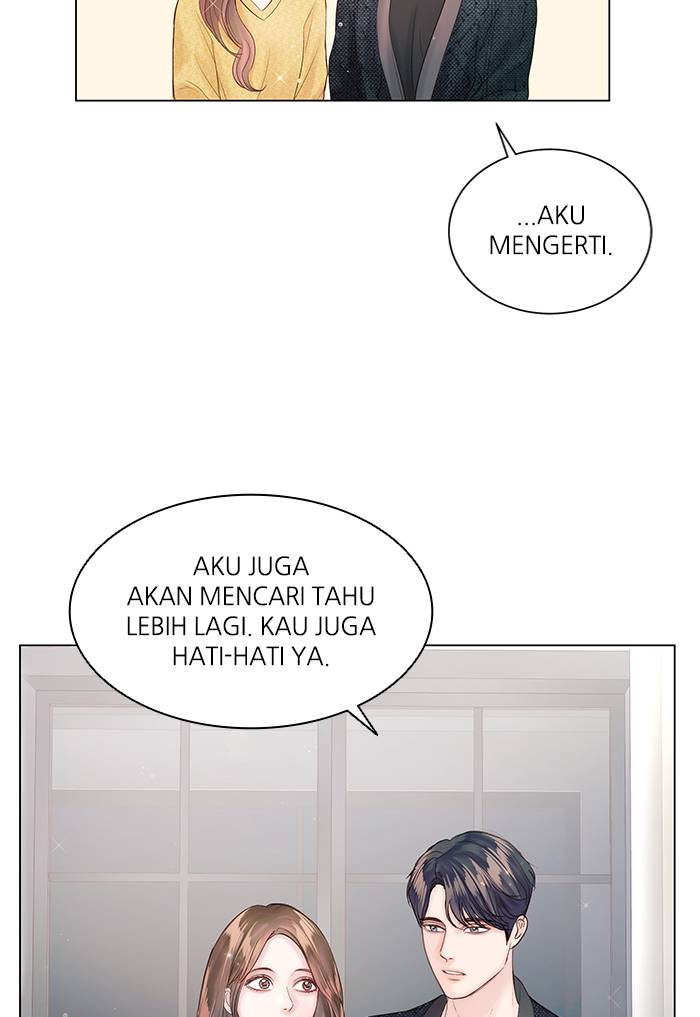 ...AKU
MENGERTI.
AKU JUGA
AKAN MENCARI TAHU
LEBIH LAGI. KAU JUGA
HATI-HATI YA.